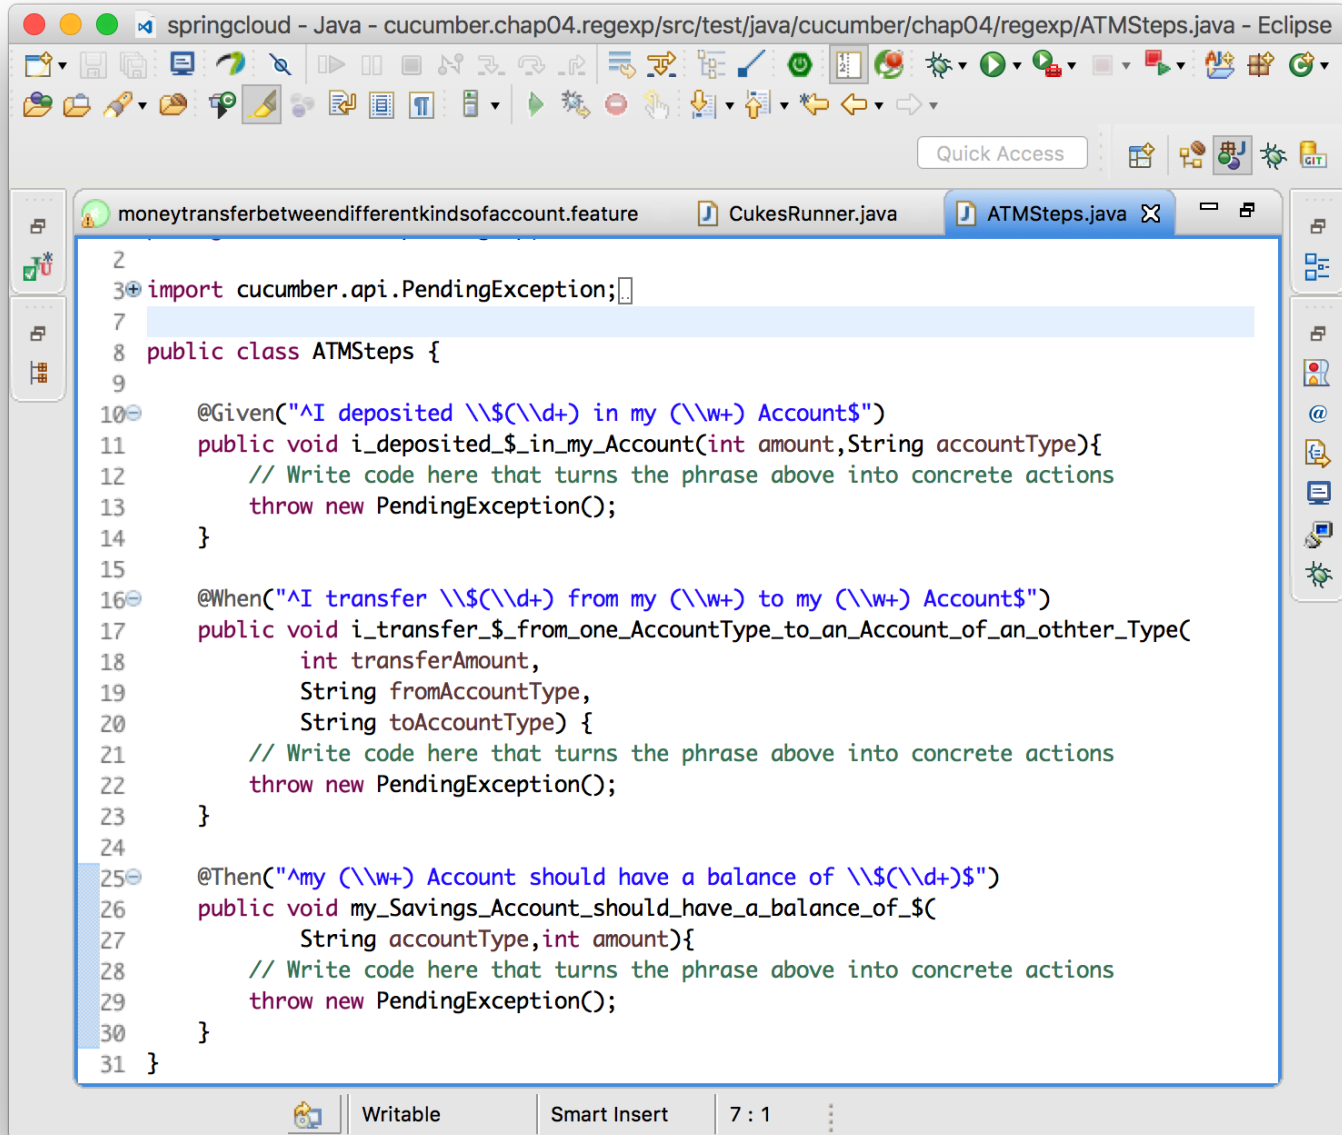 springcloud - Java - cucumber.chap04.regexp/src/test/java/cucumber/chap04/regexp/ATMSteps.java - Eclipse
Quick Access
GIT
moneytransferbetweendifferentkindsofaccount.feature CukesRunner.java ATMSteps.java
2
3 import cucumber.api.PendingException;
7
8 public class ATMSteps {
9
10 @Given("^I deposited \\$(\\d+) in my (\\w+) Account$")
11 public void i_deposited_$_in_my_Account(int amount,String accountType){
12 // Write code here that turns the phrase above into concrete actions
13 throw new PendingException();
14 }
15
16 @When("^I transfer \\$(\\d+) from my (\\w+) to my (\\w+) Account$")
17 public void i_transfer_$_from_one_AccountType_to_an_Account_of_an_othter_Type(
18 int transferAmount,
19 String fromAccountType,
20 String toAccountType) {
21 // Write code here that turns the phrase above into concrete actions
22 throw new PendingException();
23 }
24
25 @Then("^my (\\w+) Account should have a balance of \\$(\\d+)$")
26 public void my_Savings_Account_should_have_a_balance_of_$(
27 String accountType,int amount){
28 // Write code here that turns the phrase above into concrete actions
29 throw new PendingException();
30 }
31 }
Writable Smart Insert 7 : 1